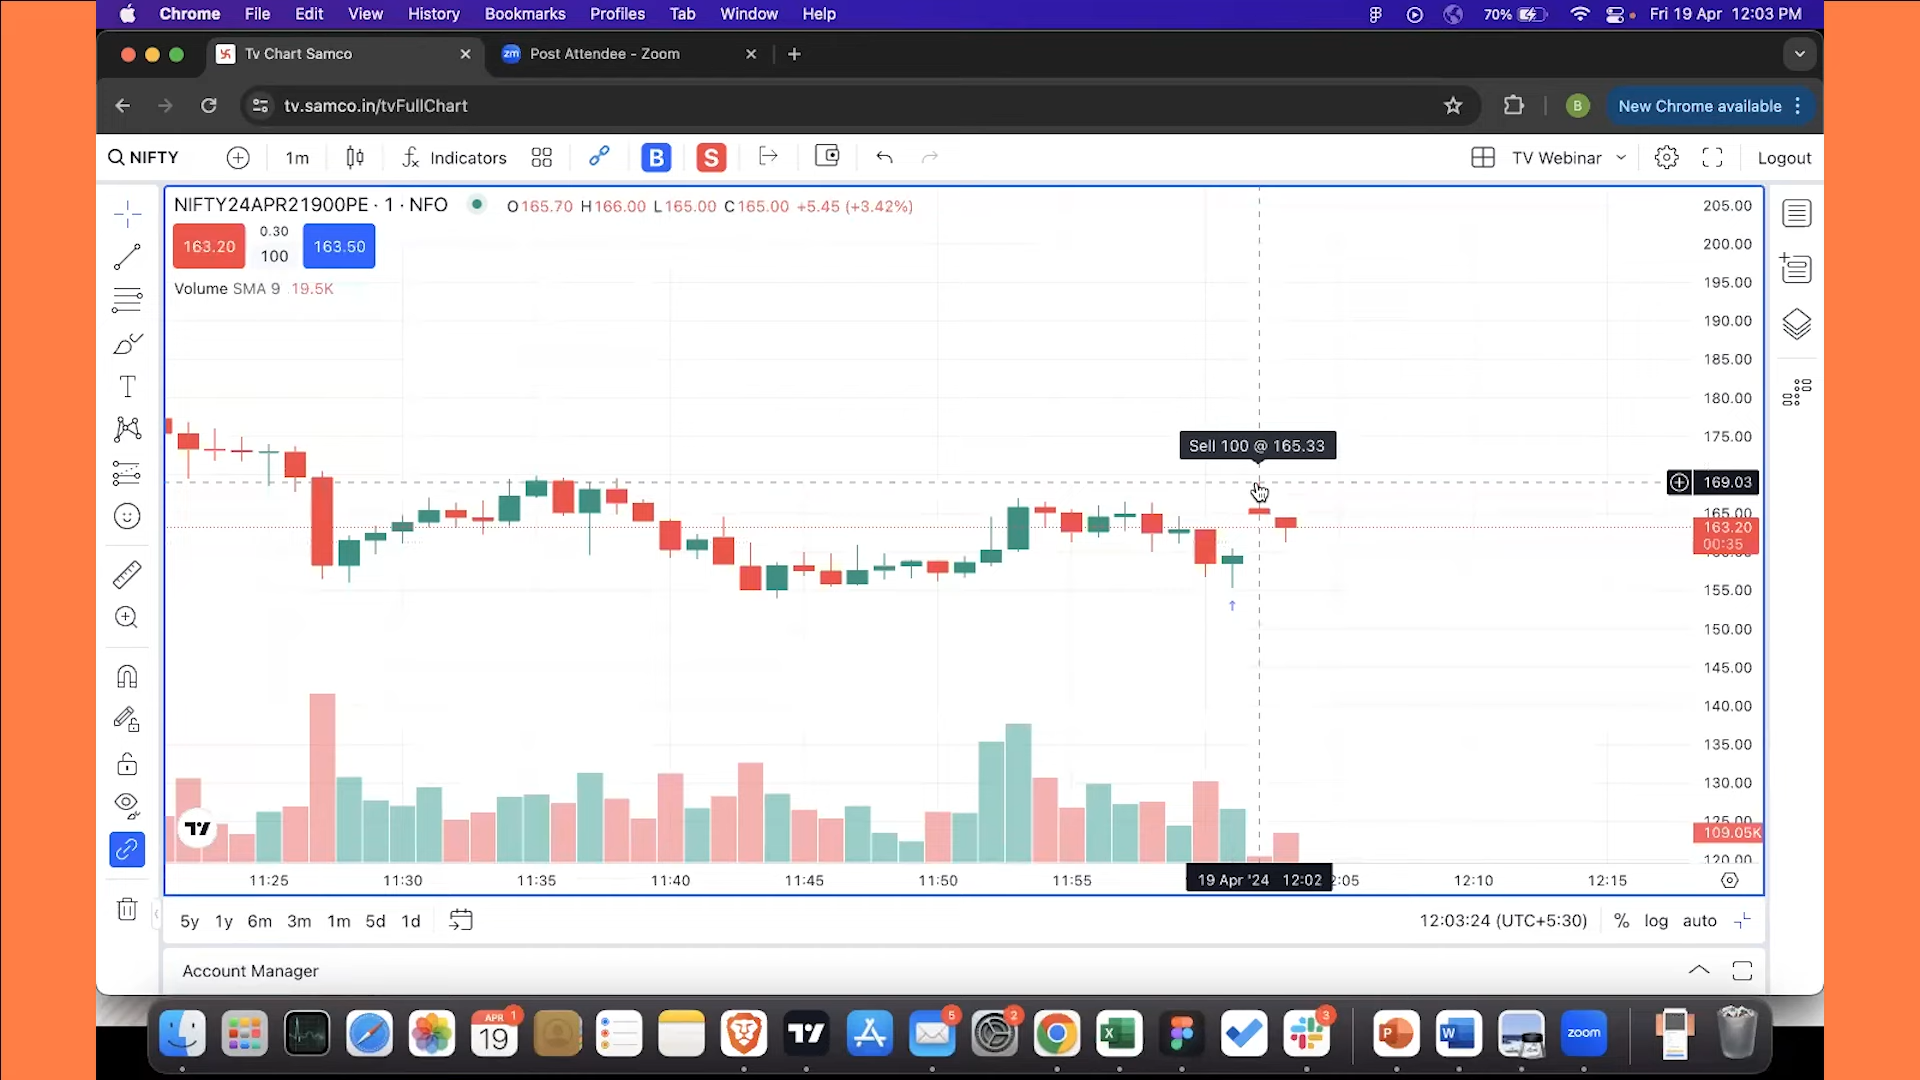 Chrome File Edit View History Bookmarks Profiles Tab Window Help 70% Fri 19 Apr 12:03 PM
Tv Chart Samco zm Post Attendee - Zoom
tv.samco.in/tvFullChart B New Chrome available
NIFTY 1m Indicators B S TV Webinar Logout
NIFTY24APR21900PE · 1 · NFO O165.70 H166.00 L165.00 C165.00 +5.45 (+3.42%)
163.20 0.30 100 163.50
Volume SMA 9 19.5K
205.00
200.00
195.00
190.00
185.00
180.00
175.00
Sell 100 @ 165.33
169.03
165.00
163.20
00:35
155.00
150.00
145.00
140.00
135.00
130.00
125.00
109.05K
120.00
11:25 11:30 11:35 11:40 11:45 11:50 11:55 19 Apr '24 12:02 12:10 12:15
5y 1y 6m 3m 1m 5d 1d 12:03:24 (UTC+5:30) % log auto
Account Manager
APR 19 1 5 2 3 zoom